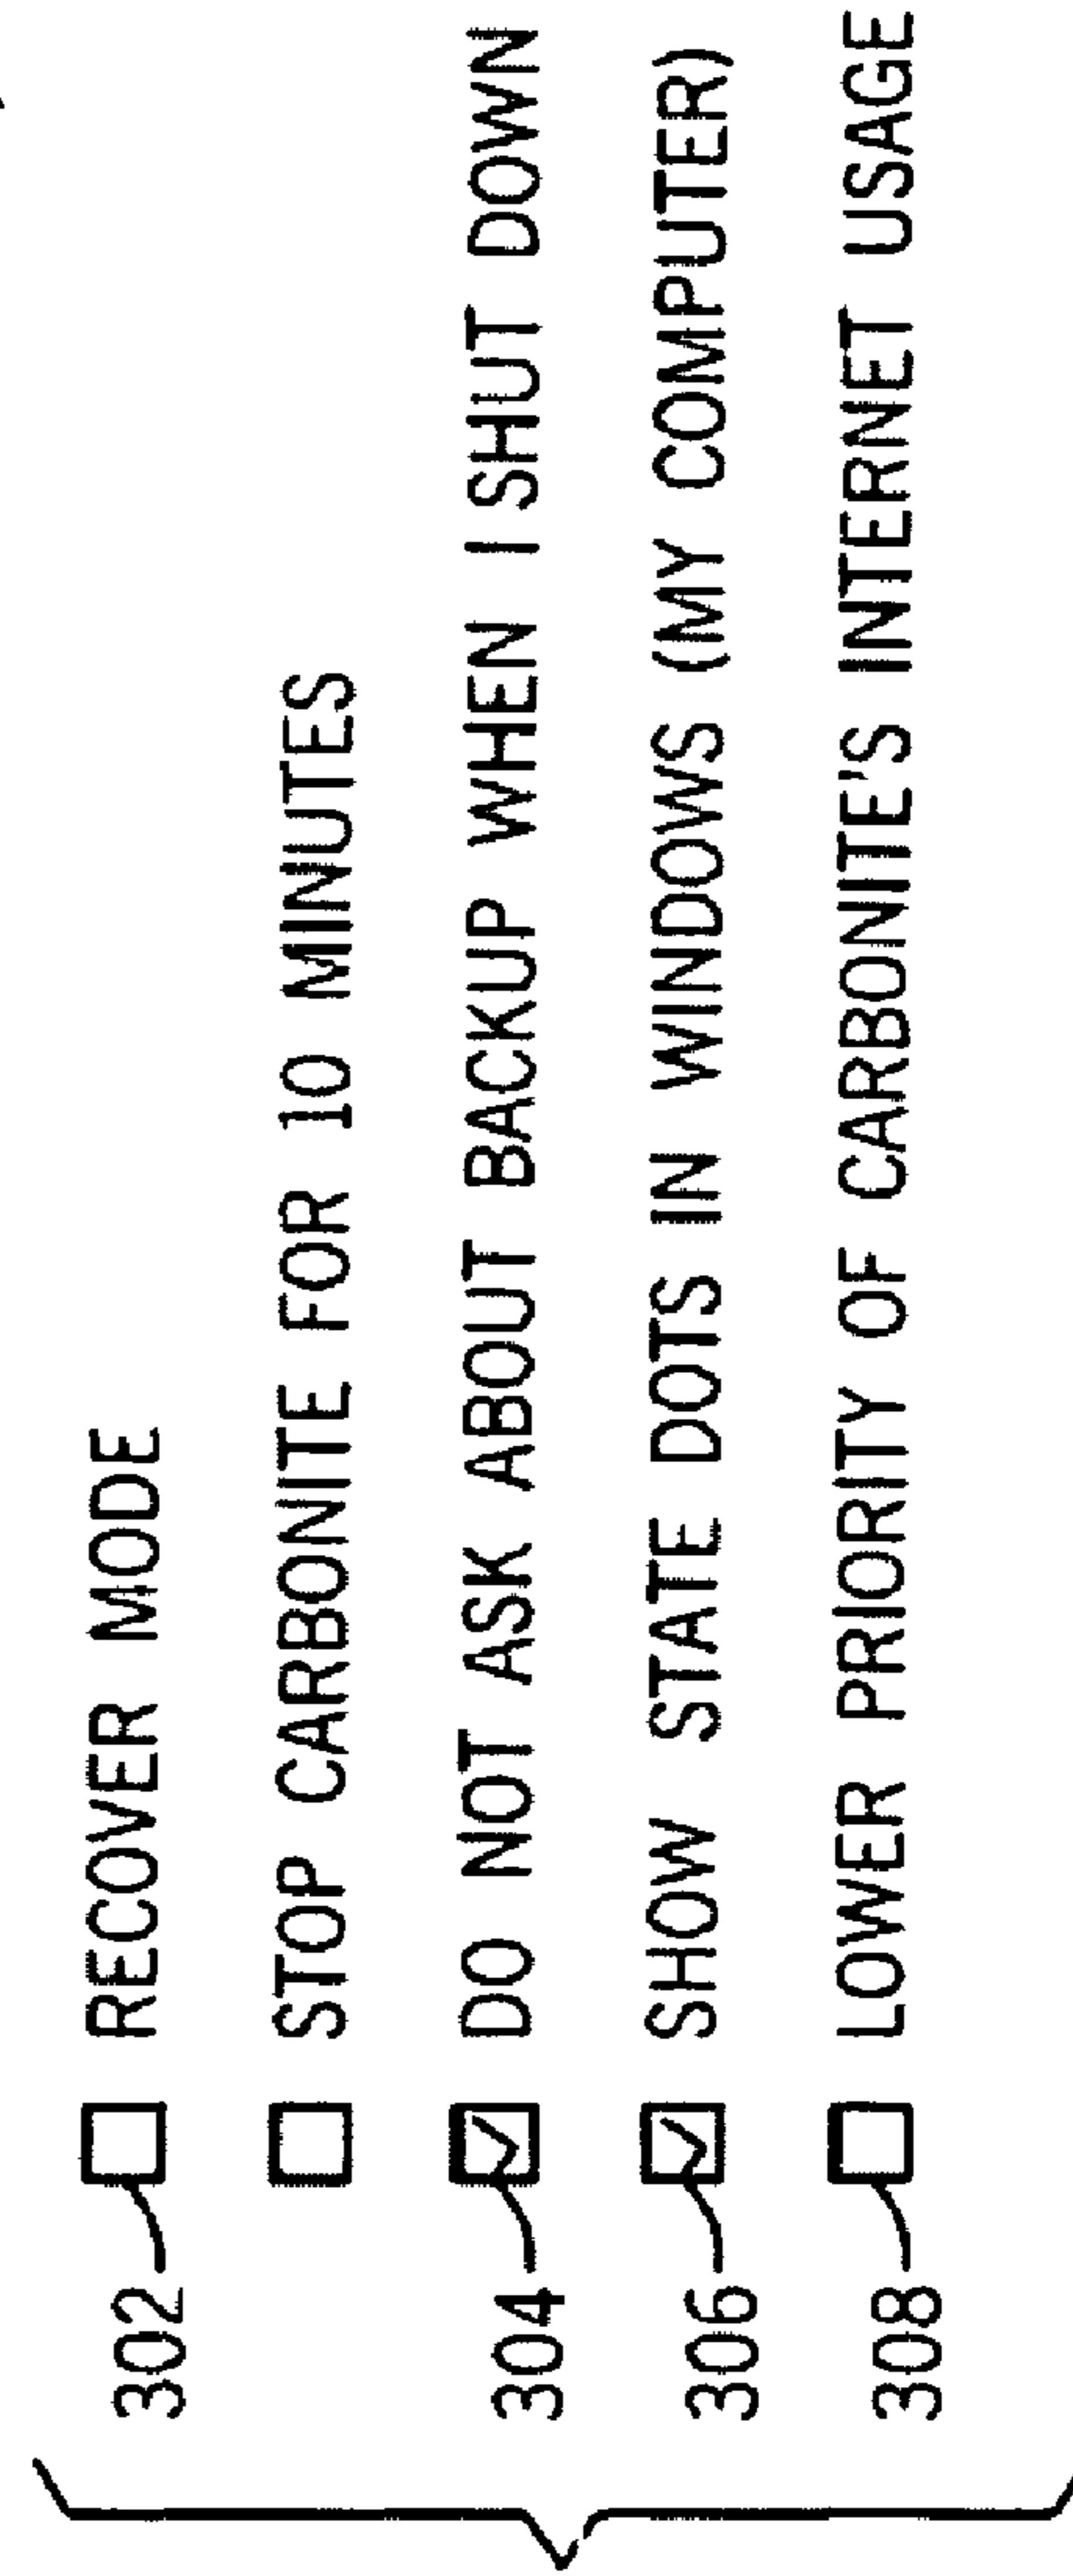 302 RECOVER MODE
STOP CARBONITE FOR 10 MINUTES
304 DO NOT ASK ABOUT BACKUP WHEN I SHUT DOWN
306 SHOW STATE DOTS IN WINDOWS (MY COMPUTER)
308 LOWER PRIORITY OF CARBONITE'S INTERNET USAGE